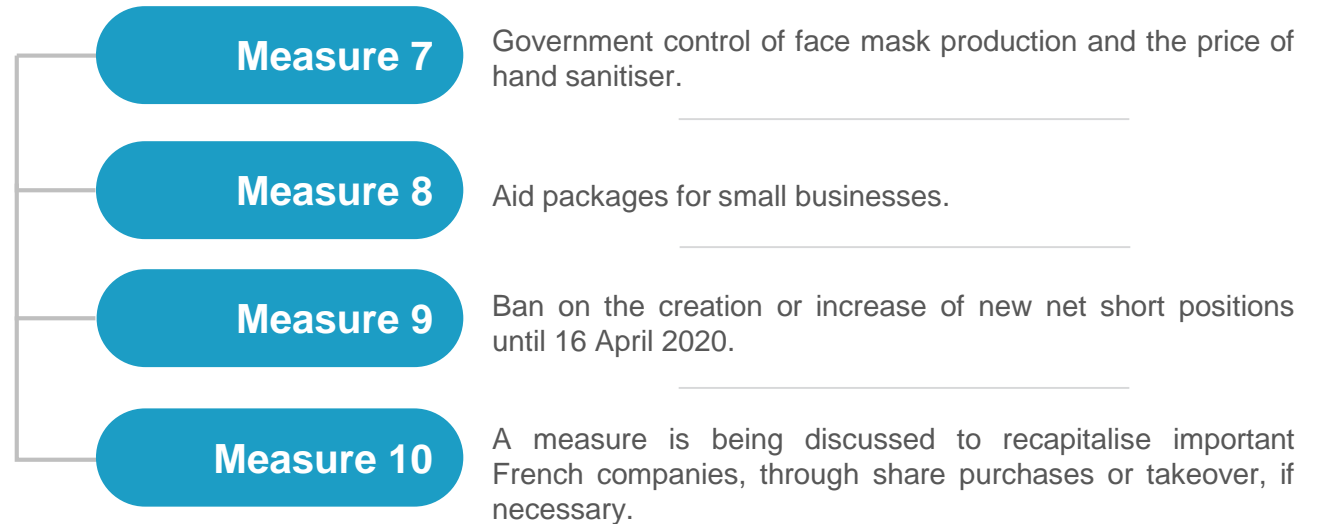 Measure 7
Government control of face mask production and the price of
hand sanitiser.
Measure 8
Aid packages for small businesses.
Measure 9
Ban on the creation or increase of new net short positions
until 16 April 2020.
Measure 10
A measure is being discussed to recapitalise important
French companies, through share purchases or takeover, if
necessary.